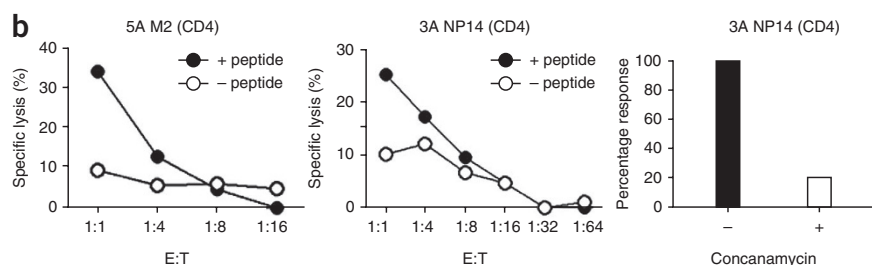 b
5A M2 (CD4)
+ peptide
– peptide
Specific lysis (%)
40
30
20
10
0
1:1 1:4 1:8 1:16
E:T
3A NP14 (CD4)
+ peptide
– peptide
Specific lysis (%)
30
20
10
0
1:1 1:4 1:8 1:16 1:32 1:64
E:T
3A NP14 (CD4)
Percentage response
100
80
60
40
20
0
– +
Concanamycin